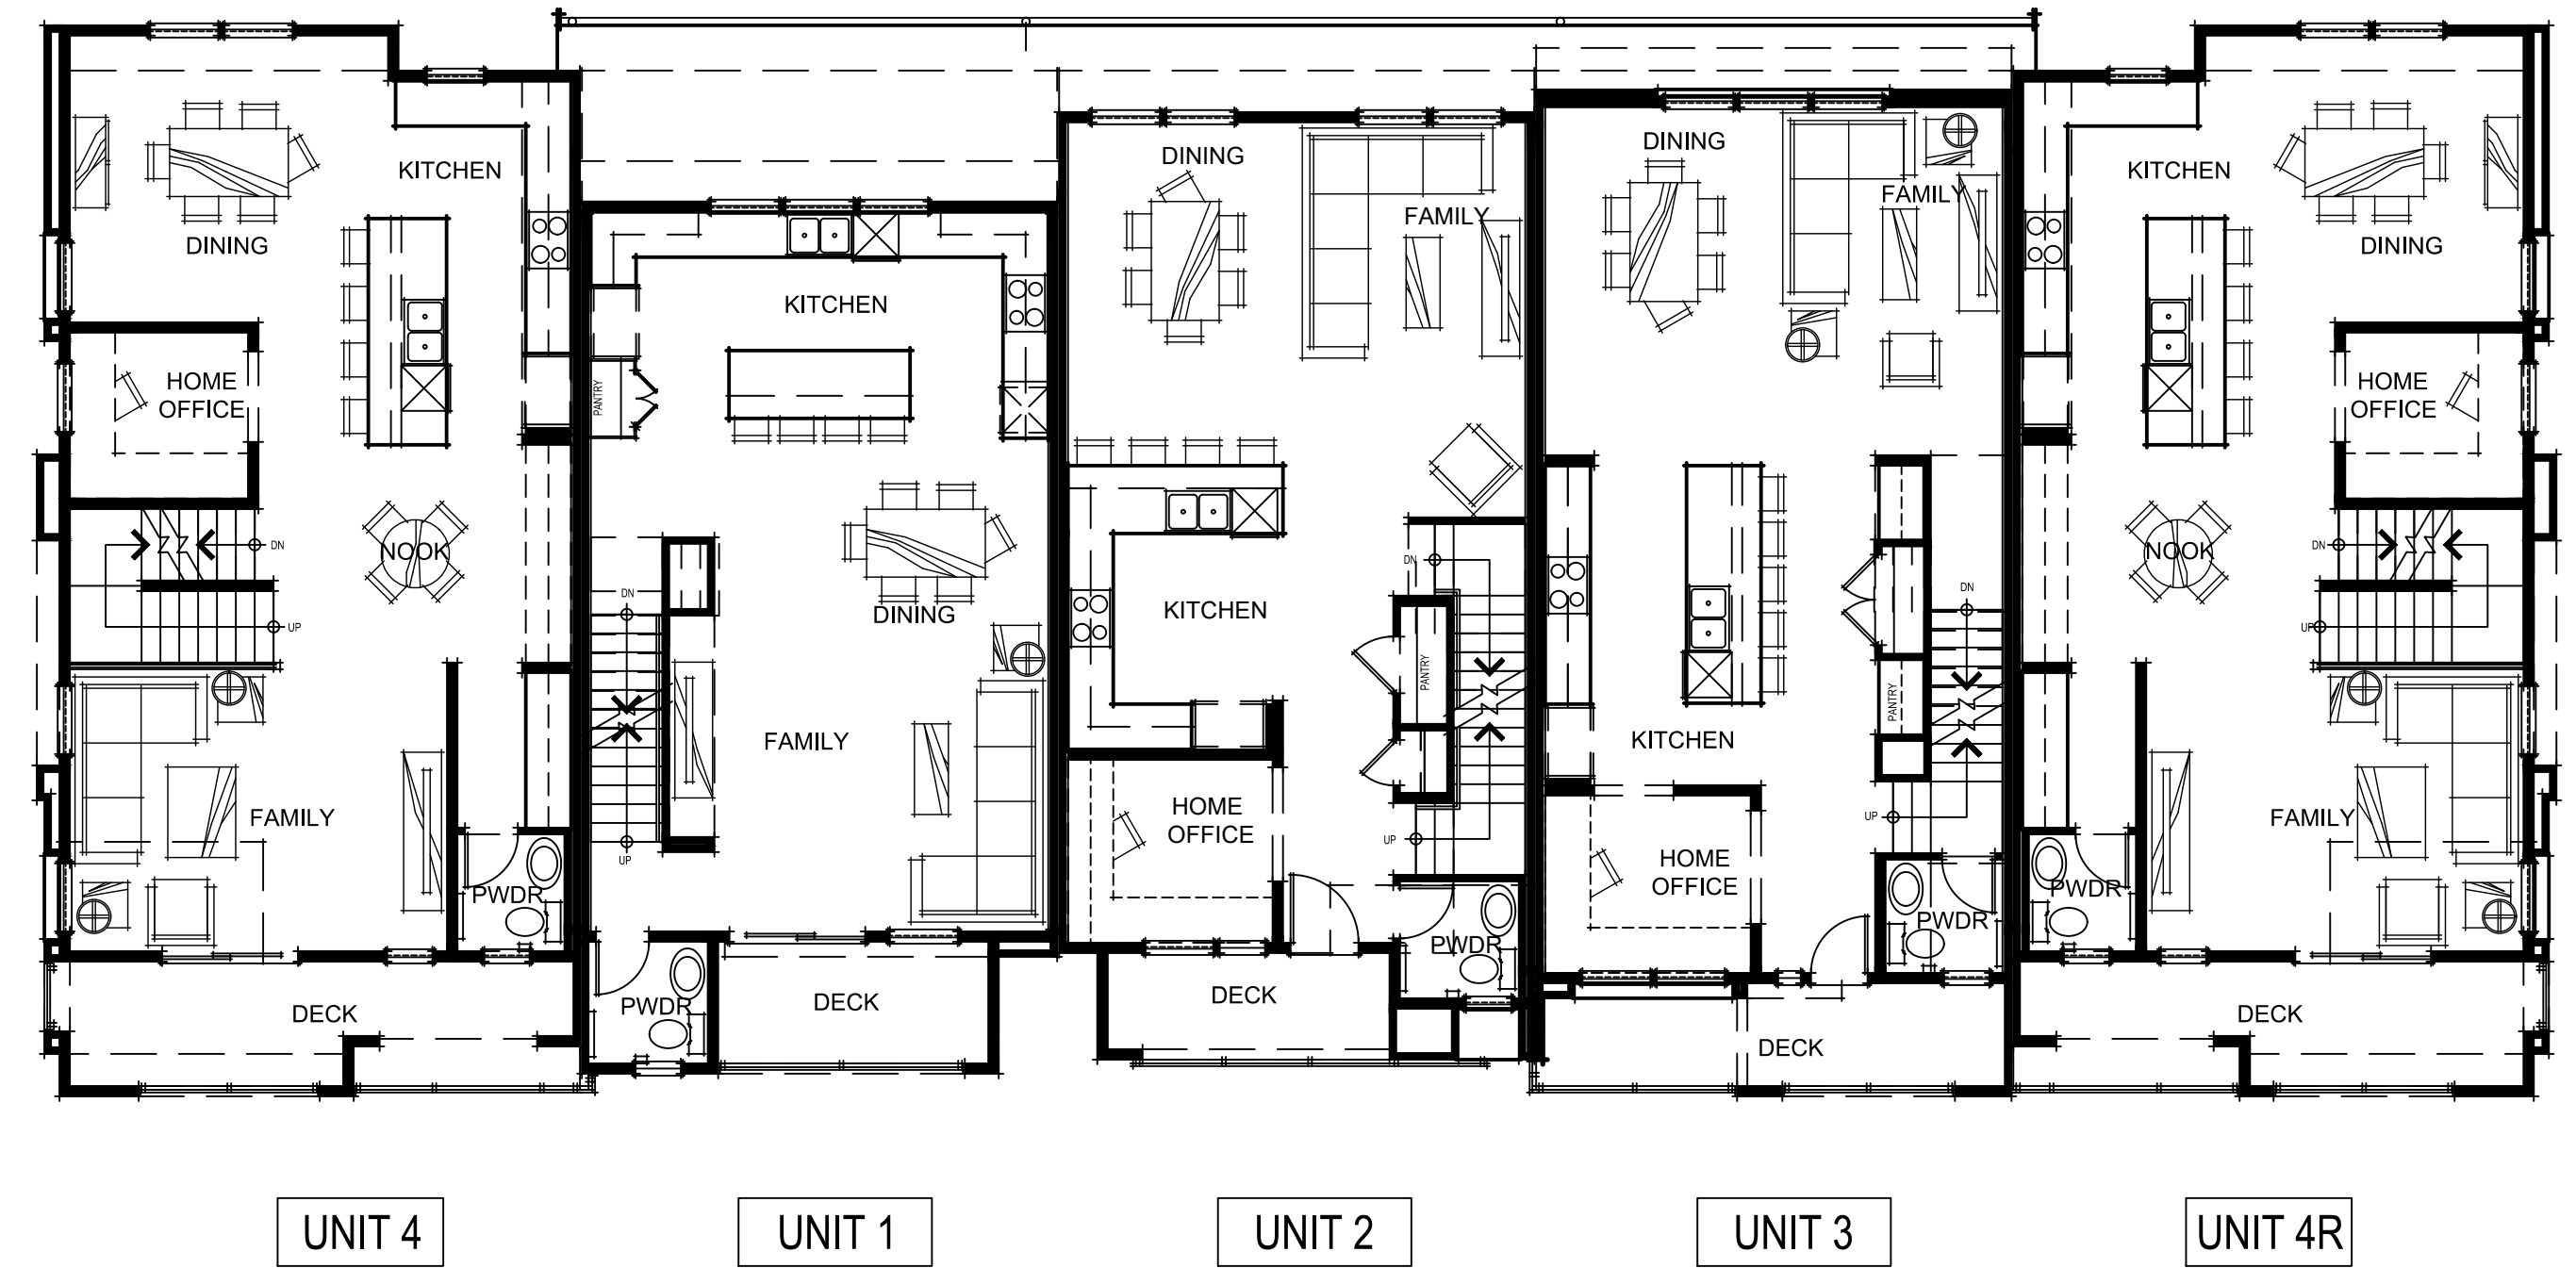 KITCHEN
DINING
HOME
OFFICE
DN
NOOK
UP
FAMILY
PWDR
DECK
KITCHEN
PANTRY
DN
DINING
FAMILY
UP
PWDR
DECK
DINING
FAMILY
DN
KITCHEN
PANTRY
HOME
OFFICE
UP
PWDR
DECK
DINING
FAMILY
DN
PANTRY
KITCHEN
UP
HOME
OFFICE
PWDR
DECK
KITCHEN
DINING
HOME
OFFICE
DN
NOOK
UP
FAMILY
PWDR
DECK
UNIT 4
UNIT 1
UNIT 2
UNIT 3
UNIT 4R